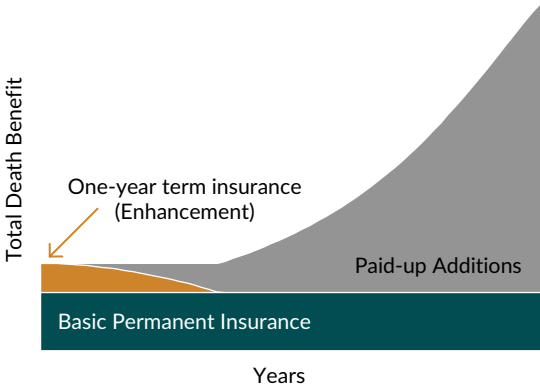 Total Death Benefit
One-year term insurance
(Enhancement)
Paid-up Additions
Basic Permanent Insurance
Years